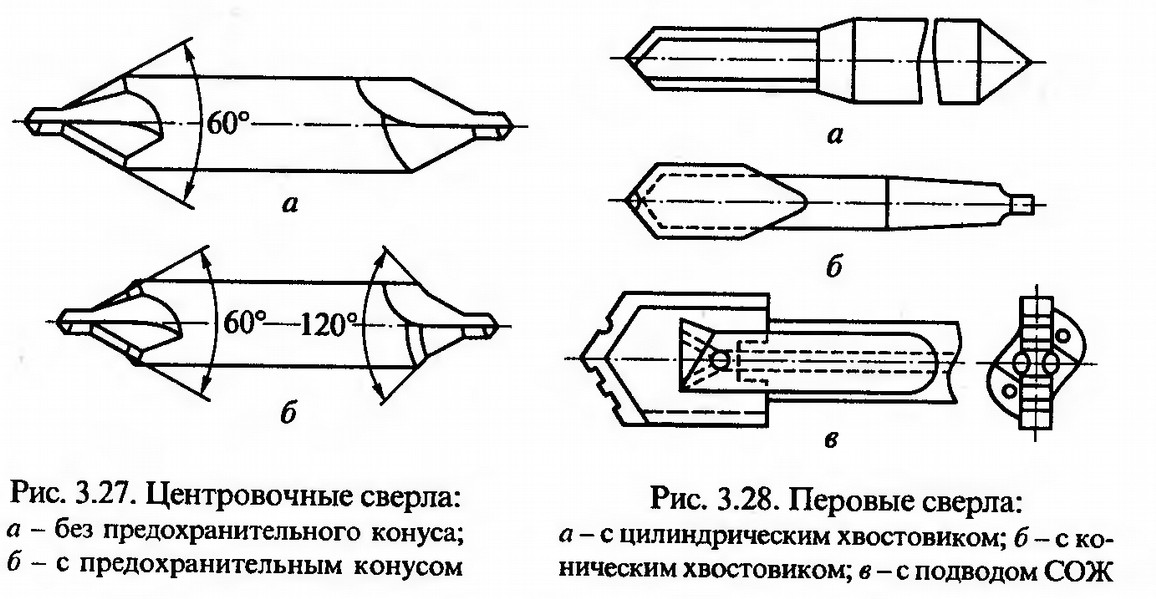 60°
а
60°
120°
б
Рис. 3.27. Центровочные сверла:
а – без предохранительного конуса;
б – с предохранительным конусом
а
б
в
Рис. 3.28. Перовые сверла:
а – с цилиндрическим хвостовиком; б – с ко-
ническим хвостовиком; в – с подводом СОЖ